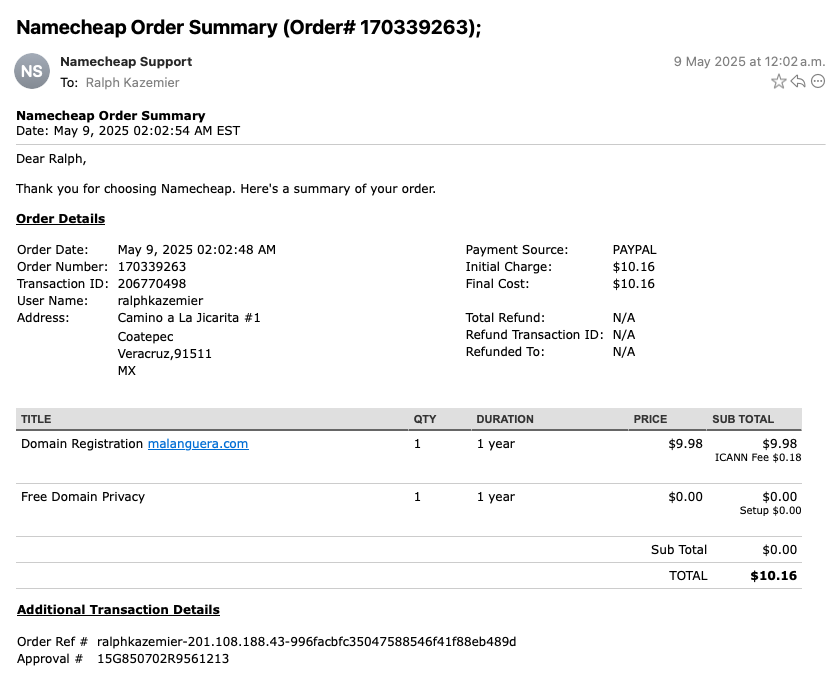 Namecheap Order Summary (Order# 170339263);
NS
Namecheap Support
9 May 2025 at 12:02 a.m.
To: Ralph Kazemier
Namecheap Order Summary
Date: May 9, 2025 02:02:54 AM EST
Dear Ralph,
Thank you for choosing Namecheap. Here's a summary of your order.
Order Details
Order Date: May 9, 2025 02:02:48 AM Payment Source: PAYPAL
Order Number: 170339263 Initial Charge: $10.16
Transaction ID: 206770498 Final Cost: $10.16
User Name: ralphkazemier
Address: Camino a La Jicarita #1 Total Refund: N/A
Coatepec Refund Transaction ID: N/A
Veracruz,91511 Refunded To: N/A
MX
TITLE QTY DURATION PRICE SUB TOTAL
Domain Registration malanguera.com 1 1 year $9.98 $9.98
ICANN Fee $0.18
Free Domain Privacy 1 1 year $0.00 $0.00
Setup $0.00
Sub Total $0.00
TOTAL $10.16
Additional Transaction Details
Order Ref # ralphkazemier-201.108.188.43-996facbfc35047588546f41f88eb489d
Approval # 15G850702R9561213